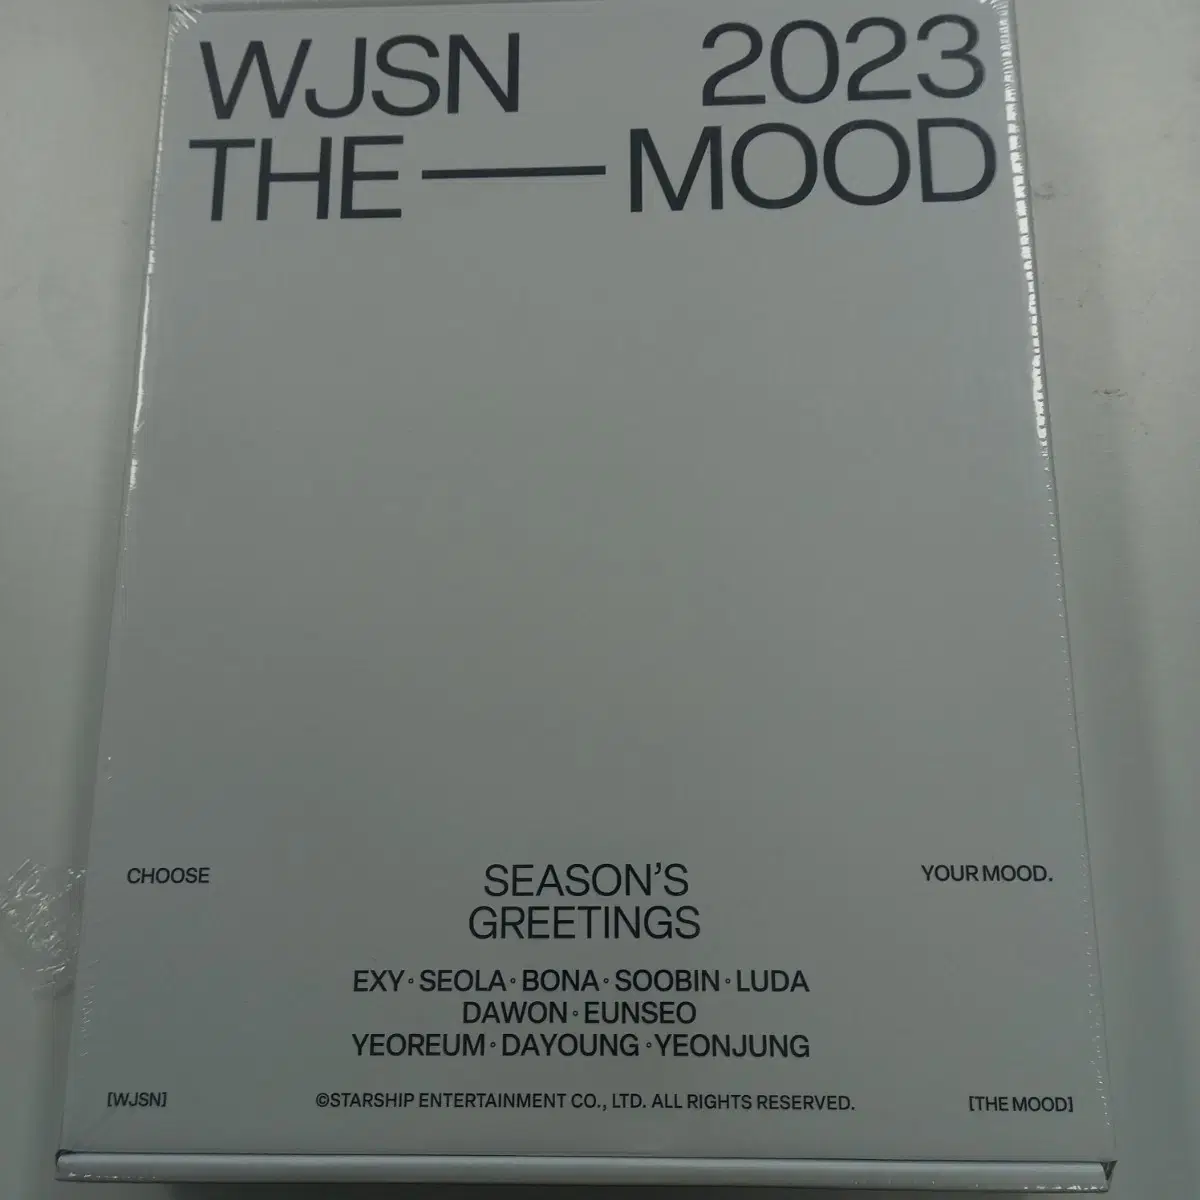 WJSN 2023
THE — MOOD
CHOOSE
SEASON'S
GREETINGS
YOUR MOOD.
EXY•SEOLA•BONA•SOOBIN•LUDA
DAWON•EUNSEO
YEOREUM•DAYOUNG•YEONJUNG
[WJSN]
©STARSHIP ENTERTAINMENT CO., LTD. ALL RIGHTS RESERVED.
[THE MOOD]